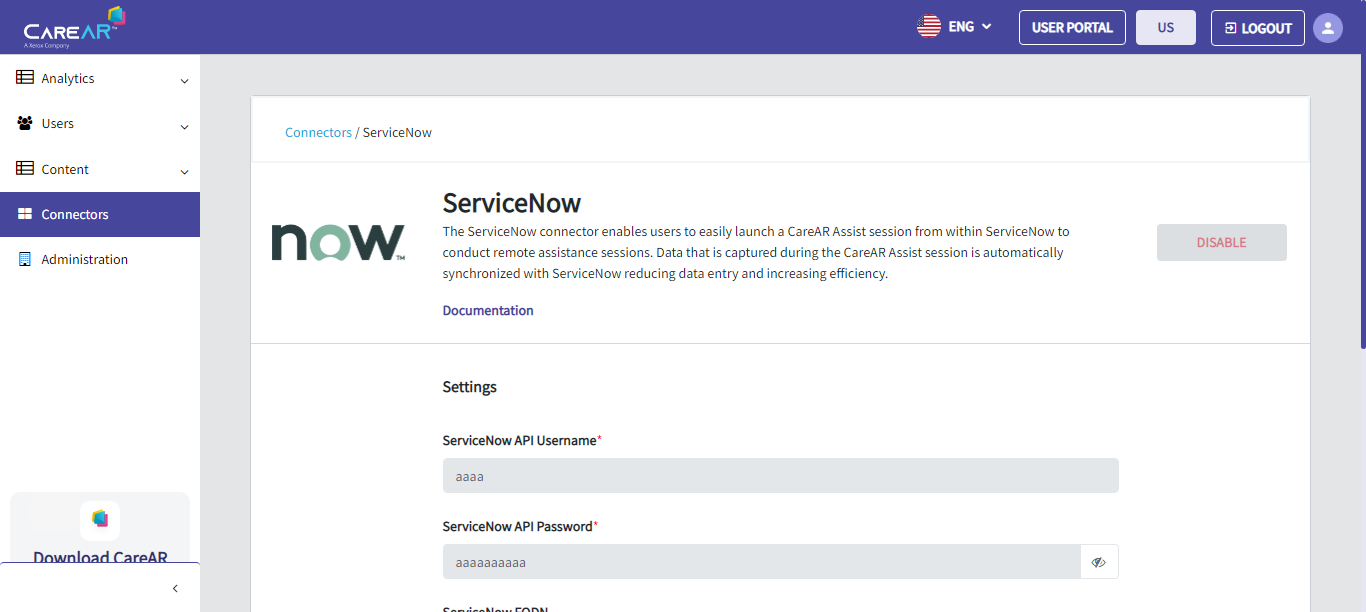 CAREAR™
A Xerox Company
ENG
USER PORTAL
US
LOGOUT
Analytics
Users
Content
Connectors
Administration
Download CareAR
Connectors / ServiceNow
now™
ServiceNow
The ServiceNow connector enables users to easily launch a CareAR Assist session from within ServiceNow to
conduct remote assistance sessions. Data that is captured during the CareAR Assist session is automatically
synchronized with ServiceNow reducing data entry and increasing efficiency.
Documentation
DISABLE
Settings
ServiceNow API Username*
aaaa
ServiceNow API Password*
aaaaaaaaaa
ServiceNow FQDN